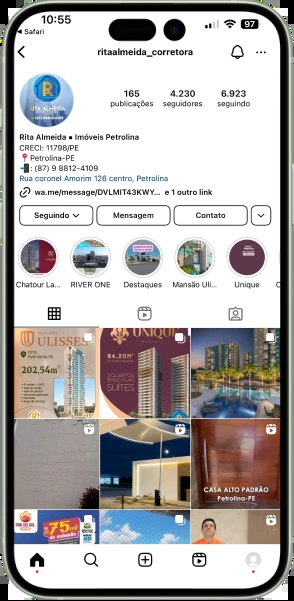 10:55
97
Safari
ritaalmeida_corretora
RITA ALMEIDA
165
publicações
4.230
seguidores
6.923
seguindo
Rita Almeida ▪ Imóveis Petrolina
CRECI: 11798/PE
📍Petrolina-PE
📲: (87) 9 8812-4109
Rua coronel Amorim 126 centro, Petrolina
wa.me/message/DVLMIT43KWY... e 1 outro link
Seguindo
Mensagem
Contato
Chatour La...
RIVER ONE
Destaques
Mansão Uli...
Unique
ULISSES
202,54m²
UNIQUE
84,20m²
SUÍTES
CASA ALTO PADRÃO
Petrolina-PE
75mil